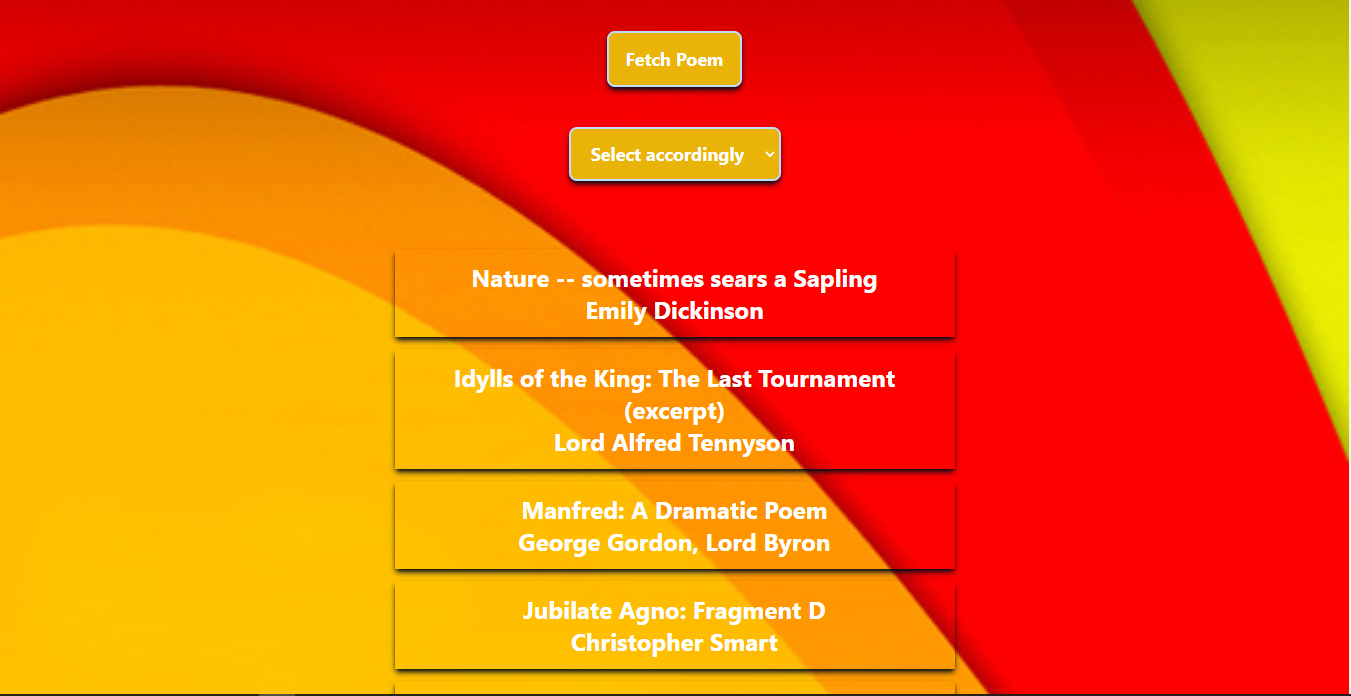 Fetch Poem
Select accordingly
Nature -- sometimes sears a Sapling
Emily Dickinson
Idylls of the King: The Last Tournament
(excerpt)
Lord Alfred Tennyson
Manfred: A Dramatic Poem
George Gordon, Lord Byron
Jubilate Agno: Fragment D
Christopher Smart